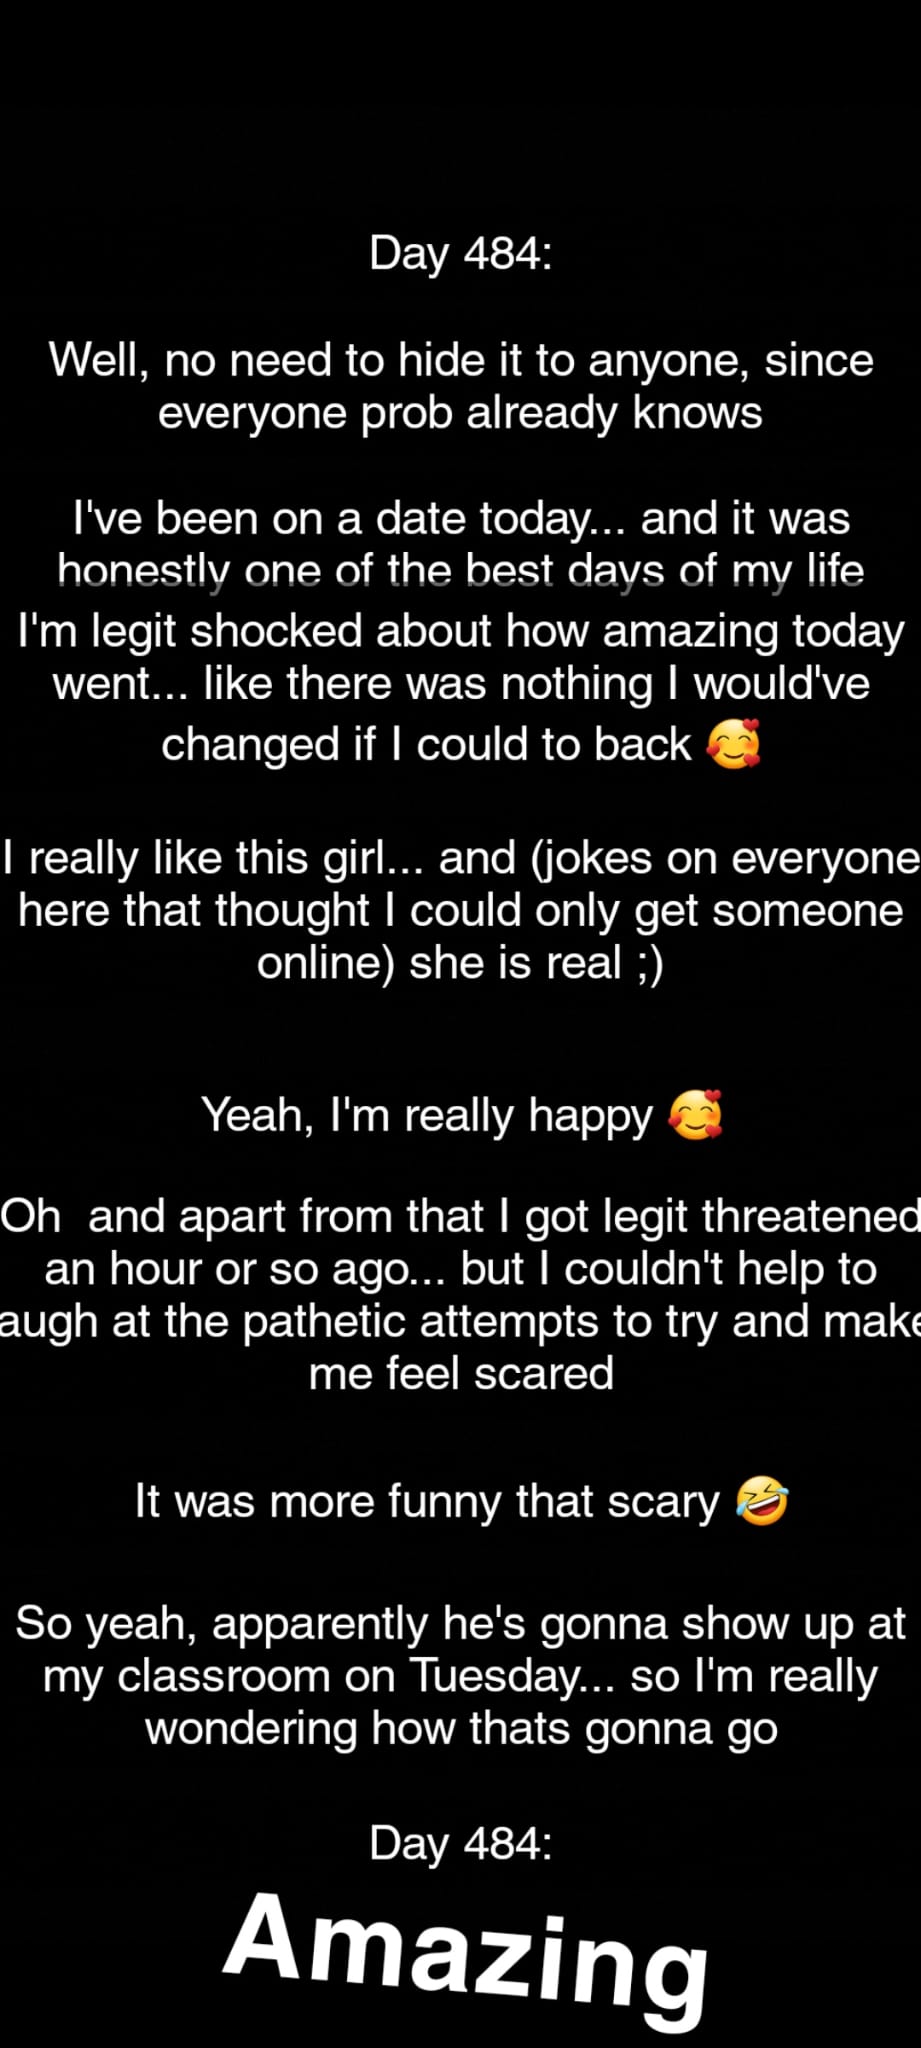 Day 484:
Well, no need to hide it to anyone, since
everyone prob already knows
I've been on a date today... and it was
honestly one of the best days of my life
I'm legit shocked about how amazing today
went... like there was nothing I would've
changed if I could to back 🥰
I really like this girl... and (jokes on everyone
here that thought I could only get someone
online) she is real ;)
Yeah, I'm really happy 🥰
Oh  and apart from that I got legit threatened
an hour or so ago... but I couldn't help to
augh at the pathetic attempts to try and make
me feel scared
It was more funny that scary 🤣
So yeah, apparently he's gonna show up at
my classroom on Tuesday... so I'm really
wondering how thats gonna go
Day 484:
Amazing